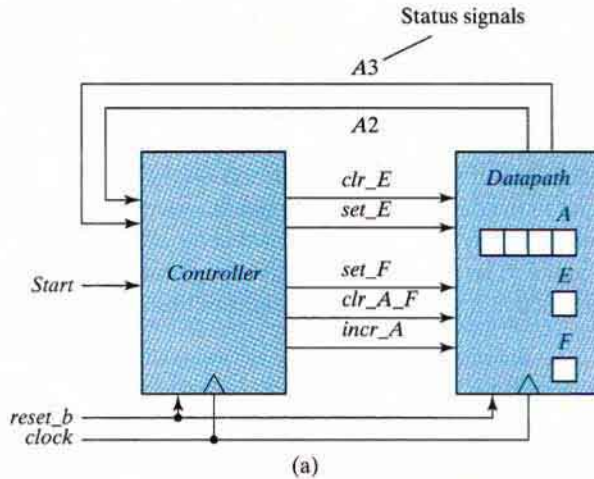 Status signals
A3
A2
clr_E
set_E
Datapath
A
Start
Controller
set_F
clr_A_F
incr_A
E
F
reset_b
clock
(a)